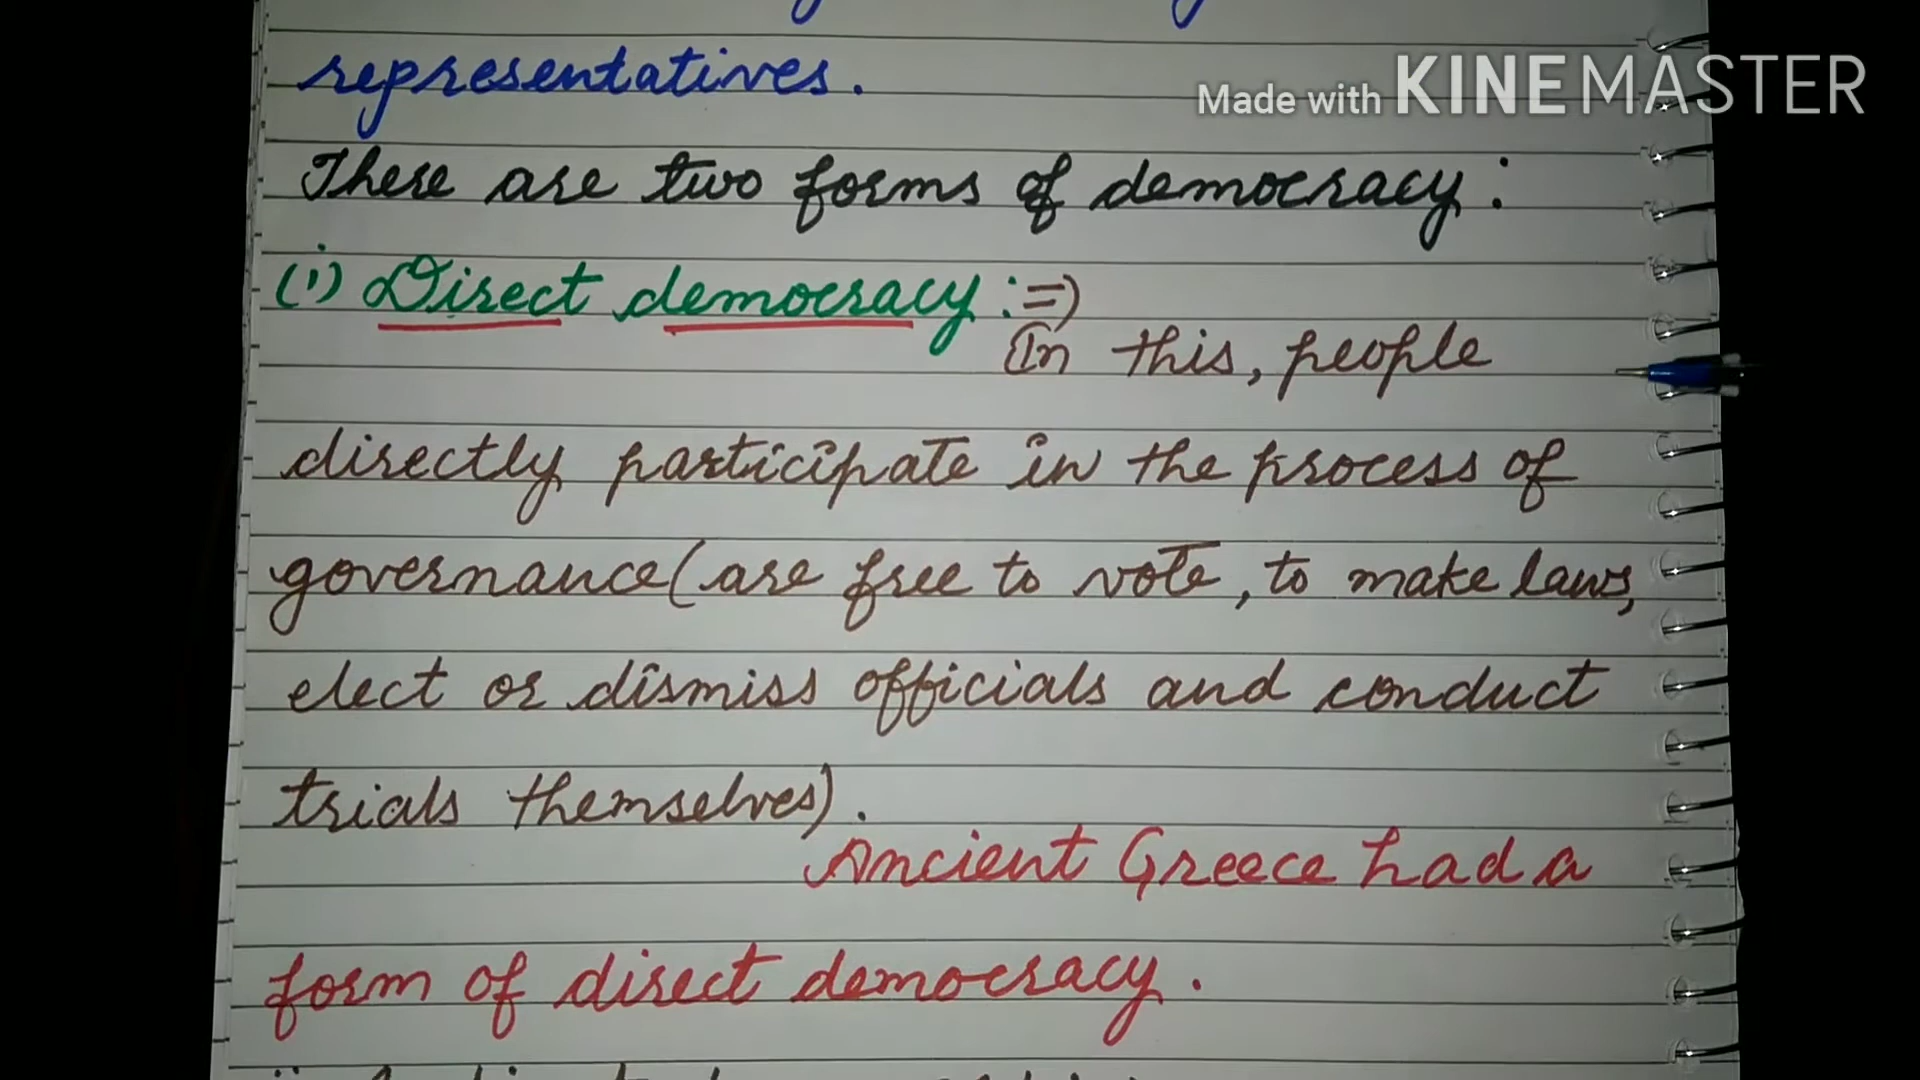 representatives.
Made with KINEMASTER
There are two forms of democracy:
(i) Direct democracy :=)
In this, people
directly participate in the process of
governance(are free to vote, to make laws,
elect or dismiss officials and conduct
trials themselves).
Ancient Greece had a
form of direct democracy.